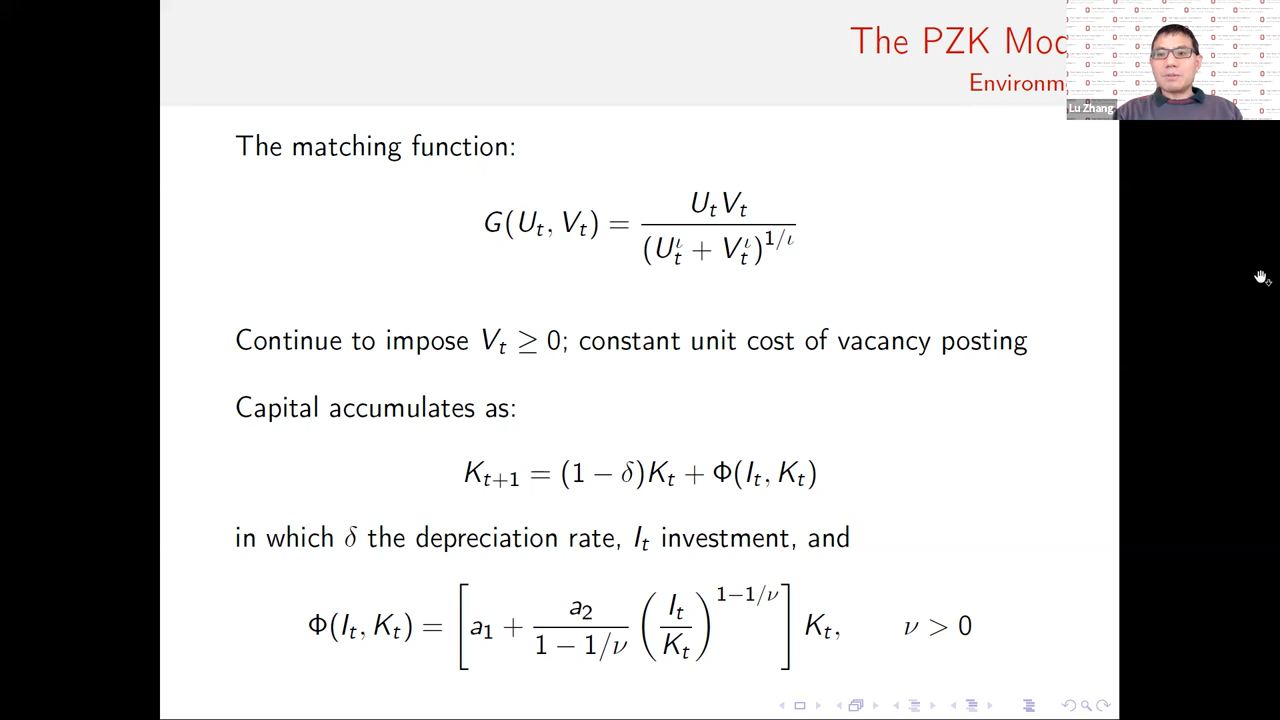 The PZK Mod
Environm
Lu Zhang
The matching function:
G(U_t, V_t) = U_t V_t / (U_t^ι + V_t^ι)^{1/ι}
Continue to impose V_t ≥ 0; constant unit cost of vacancy posting
Capital accumulates as:
K_{t+1} = (1 − δ)K_t + Φ(I_t, K_t)
in which δ the depreciation rate, I_t investment, and
Φ(I_t, K_t) = [a_1 + a_2 / (1 − 1/ν) (I_t / K_t)^{1−1/ν}] K_t, ν > 0